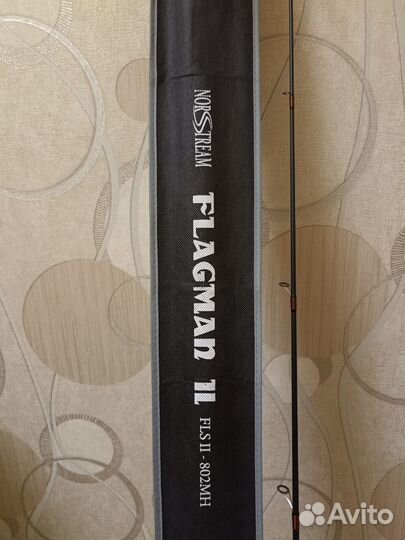 NORSTREAM
FLAGMAN II
FLS II - 802MH
Avito